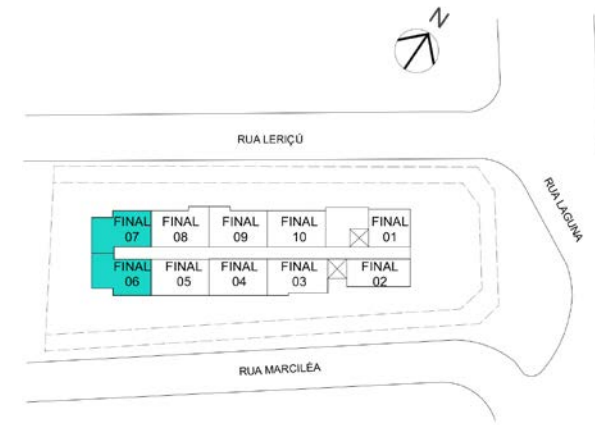 N
RUA LERIÇÚ
RUA LAGUNA
FINAL 07
FINAL 08
FINAL 09
FINAL 10
FINAL 01
FINAL 06
FINAL 05
FINAL 04
FINAL 03
FINAL 02
RUA MARCILÉA